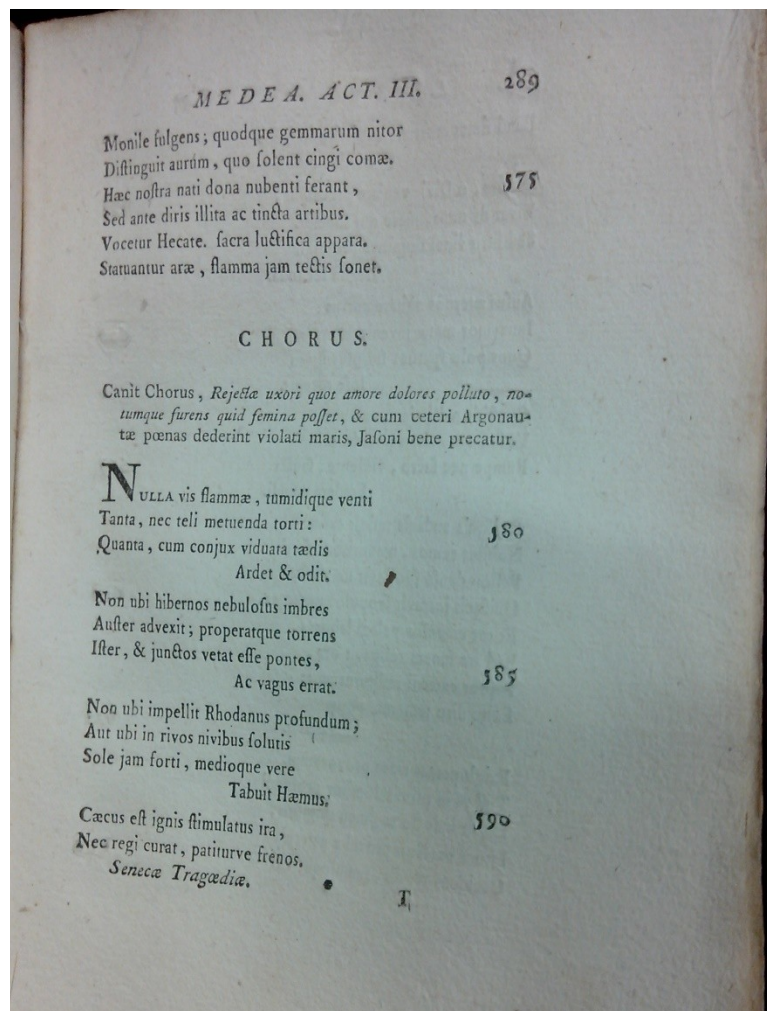 MEDEA. ACT. III. 289
Monile fulgens; quodque gemmarum nitor
Diſtinguit aurum, quo ſolent cingi comæ.
Hæc noſtra nati dona nubenti ferant, 575
Sed ante diris illita ac tincta artibus.
Vocetur Hecate. ſacra luctifica appara.
Statuantur aræ, flamma jam tectis ſonet.
CHORUS.
Canit Chorus, Rejectæ uxori quot amore dolores polluto, no-
tumque furens quid femina poſſet, & cum ceteri Argonau-
tæ pœnas dederint violati maris, Jaſoni bene precatur.
NULLA vis flammæ, tumidique venti
Tanta, nec teli metuenda torti: 580
Quanta, cum conjux viduata tædis
Ardet & odit.
Non ubi hibernos nebuloſus imbres
Auſter advexit; properatque torrens
Iſter, & junctos vetat eſſe pontes, 585
Ac vagus errat.
Non ubi impellit Rhodanus profundum;
Aut ubi in rivos nivibus ſolutis
Sole jam forti, medioque vere
Tabuit Hæmus. 590
Cæcus eſt ignis ſtimulatus ira,
Nec regi curat, patiturve frenos.
Senecæ Tragœdiæ. T